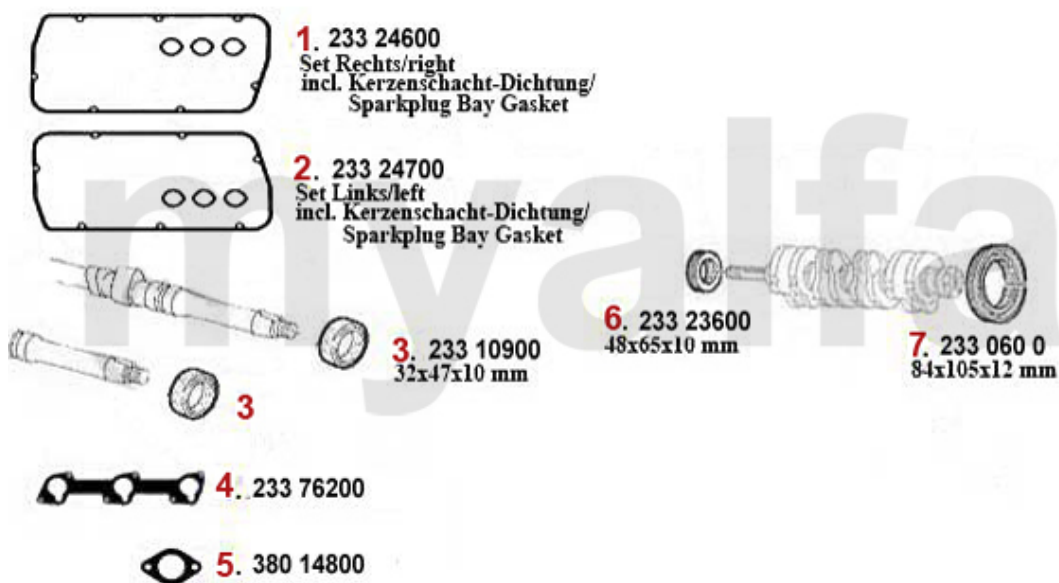 1. 233 24600
Set Rechts/right
incl. Kerzenschacht-Dichtung/
Sparkplug Bay Gasket
2. 233 24700
Set Links/left
incl. Kerzenschacht-Dichtung/
Sparkplug Bay Gasket
3. 233 10900
32x47x10 mm
3
4. 233 76200
5. 380 14800
6. 233 23600
48x65x10 mm
7. 233 060 0
84x105x12 mm
myalfa